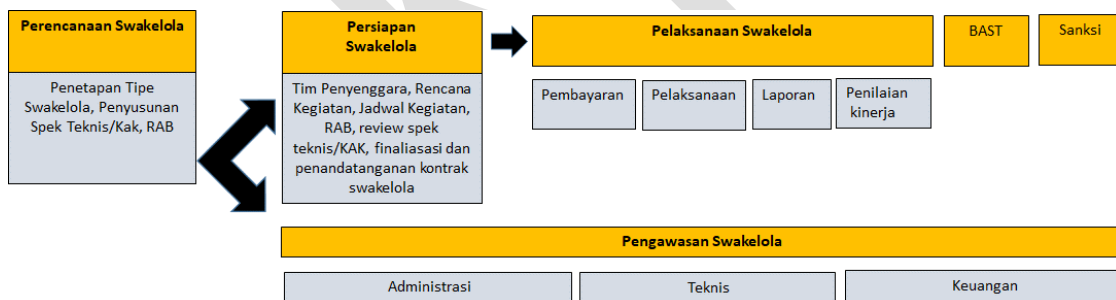 Perencanaan Swakelola
Penetapan Tipe
Swakelola, Penyusunan
Spek Teknis/Kak, RAB
Persiapan
Swakelola
Tim Penyenggara, Rencana
Kegiatan, Jadwal Kegiatan,
RAB, review spek
teknis/KAK, finaliasasi dan
penandatanganan kontrak
swakelola
Pelaksanaan Swakelola
BAST
Sanksi
Pembayaran
Pelaksanaan
Laporan
Penilaian
kinerja
Pengawasan Swakelola
Administrasi
Teknis
Keuangan